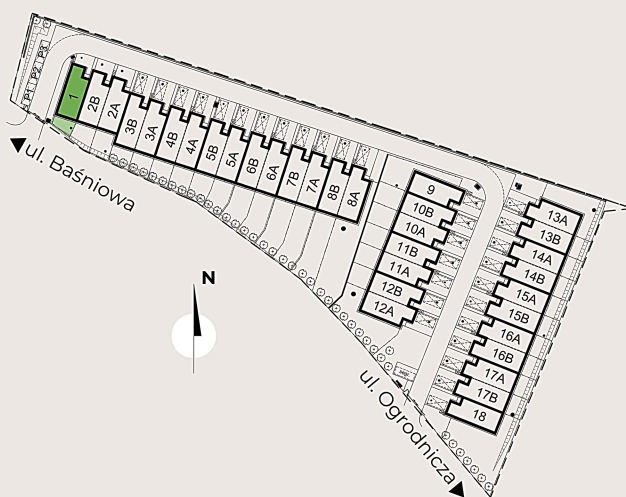 P1 P2 P3
1
2B
2A
3B
3A
4B
4A
5B
5A
6B
6A
7B
7A
8B
8A
9
10B
10A
11B
11A
12B
12A
13A
13B
14A
14B
15A
15B
16A
16B
17A
17B
18
ul. Baśniowa
N
ul. Ogrodnicza